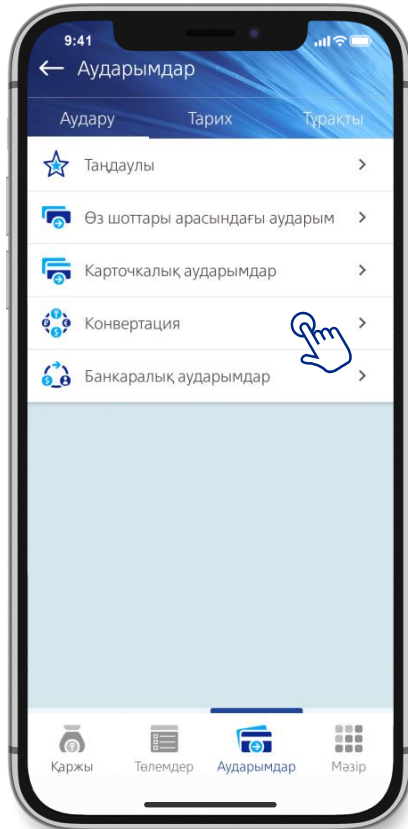 9:41
Аударымдар
Аудару Тарих Тұрақты
Таңдаулы
Өз шоттары арасындағы аударым
Карточкалық аударымдар
Конвертация
Банкаралық аударымдар
Қаржы Төлемдер Аударымдар Мәзір